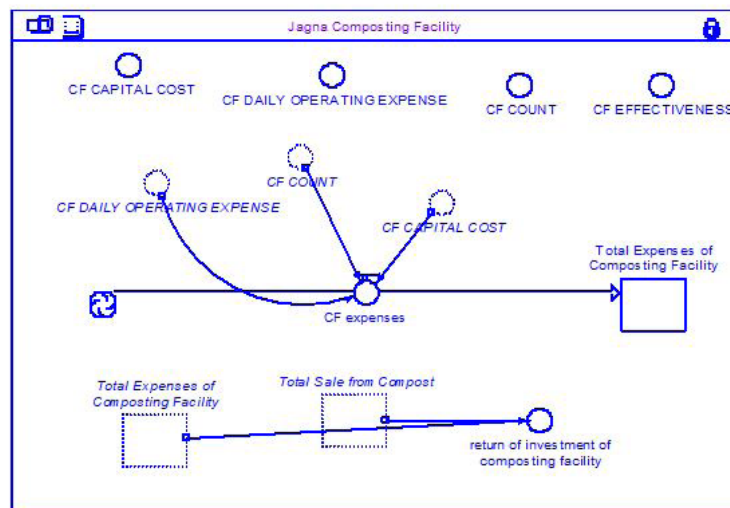 Jagna Composting Facility
CF CAPITAL COST
CF DAILY OPERATING EXPENSE
CF COUNT
CF EFFECTIVENESS
CF COUNT
CF DAILY OPERATING EXPENSE
CF CAPITAL COST
Total Expenses of
Composting Facility
CF expenses
Total Expenses of
Composting Facility
Total Sale from Compost
return of investment of
composting facility